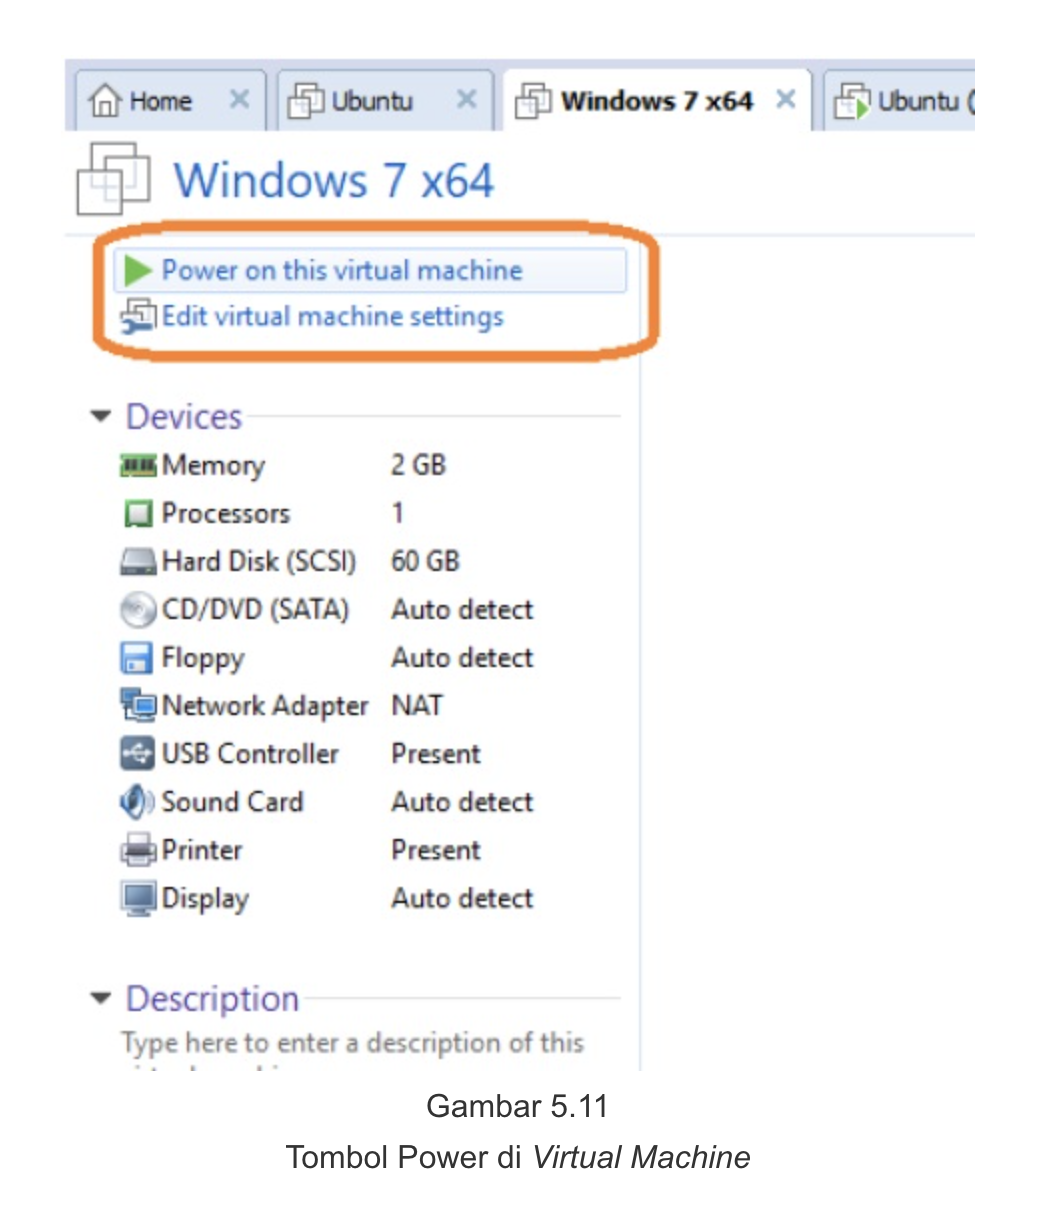 Home
Ubuntu
Windows 7 x64
Ubuntu (
Windows 7 x64
Power on this virtual machine
Edit virtual machine settings
Devices
Memory 2 GB
Processors 1
Hard Disk (SCSI) 60 GB
CD/DVD (SATA) Auto detect
Floppy Auto detect
Network Adapter NAT
USB Controller Present
Sound Card Auto detect
Printer Present
Display Auto detect
Description
Type here to enter a description of this
Gambar 5.11
Tombol Power di Virtual Machine